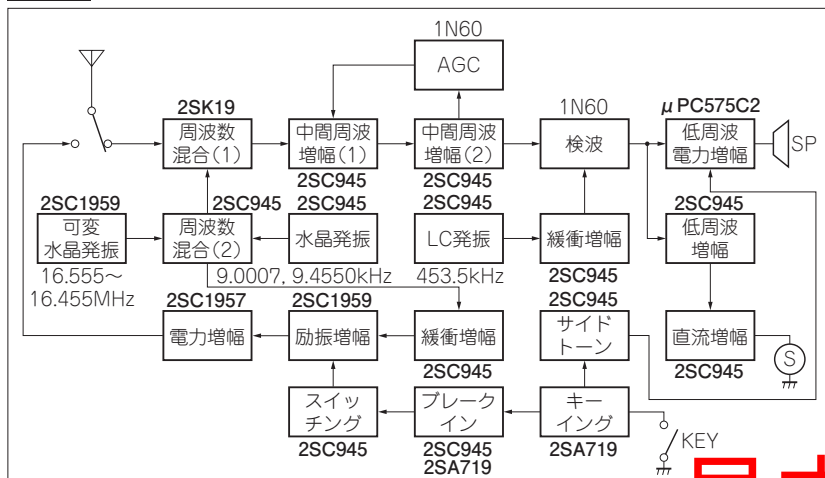 1N60
AGC
2SK19
1N60
μPC575C2
周波数
混合(1)
中間周波
増幅(1)
中間周波
増幅(2)
検波
低周波
電力増幅
SP
2SC945
2SC945
2SC1959
2SC945
2SC945
2SC945
2SC945
可変
水晶発振
周波数
混合(2)
水晶発振
LC発振
緩衝増幅
低周波
増幅
16.555～
16.455MHz
9.0007, 9.4550kHz
453.5kHz
2SC945
2SC1957
2SC1959
2SC945
電力増幅
励振増幅
緩衝増幅
サイド
トーン
直流増幅
S
2SC945
2SC945
スイッ
チング
ブレーク
イン
キー
イング
KEY
2SC945
2SC945
2SA719
2SA719